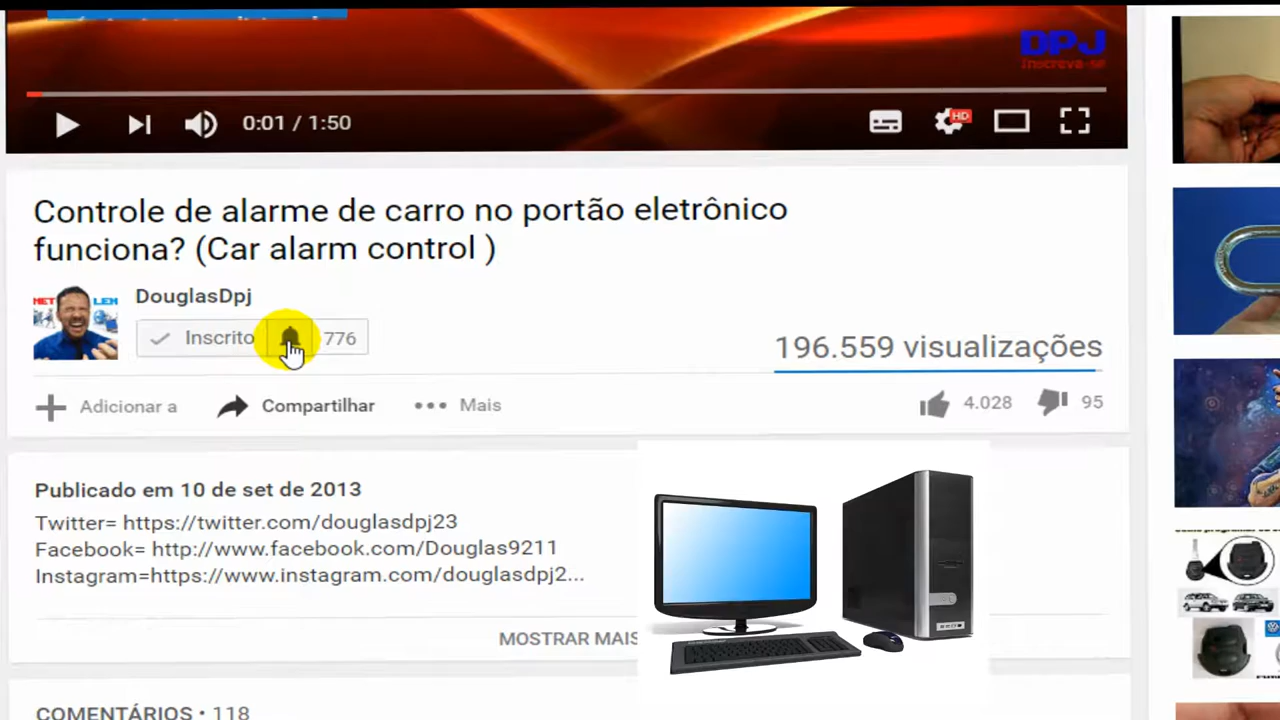 DPJ
Inscreva-se
0:01 / 1:50
HD
Controle de alarme de carro no portão eletrônico
funciona? (Car alarm control )
DouglasDpj
Inscrito 776
196.559 visualizações
Adicionar a Compartilhar Mais
4.028 95
Publicado em 10 de set de 2013
Twitter= https://twitter.com/douglasdpj23
Facebook= http://www.facebook.com/Douglas9211
Instagram=https://www.instagram.com/douglasdpj2...
MOSTRAR MAIS
COMENTÁRIOS • 118